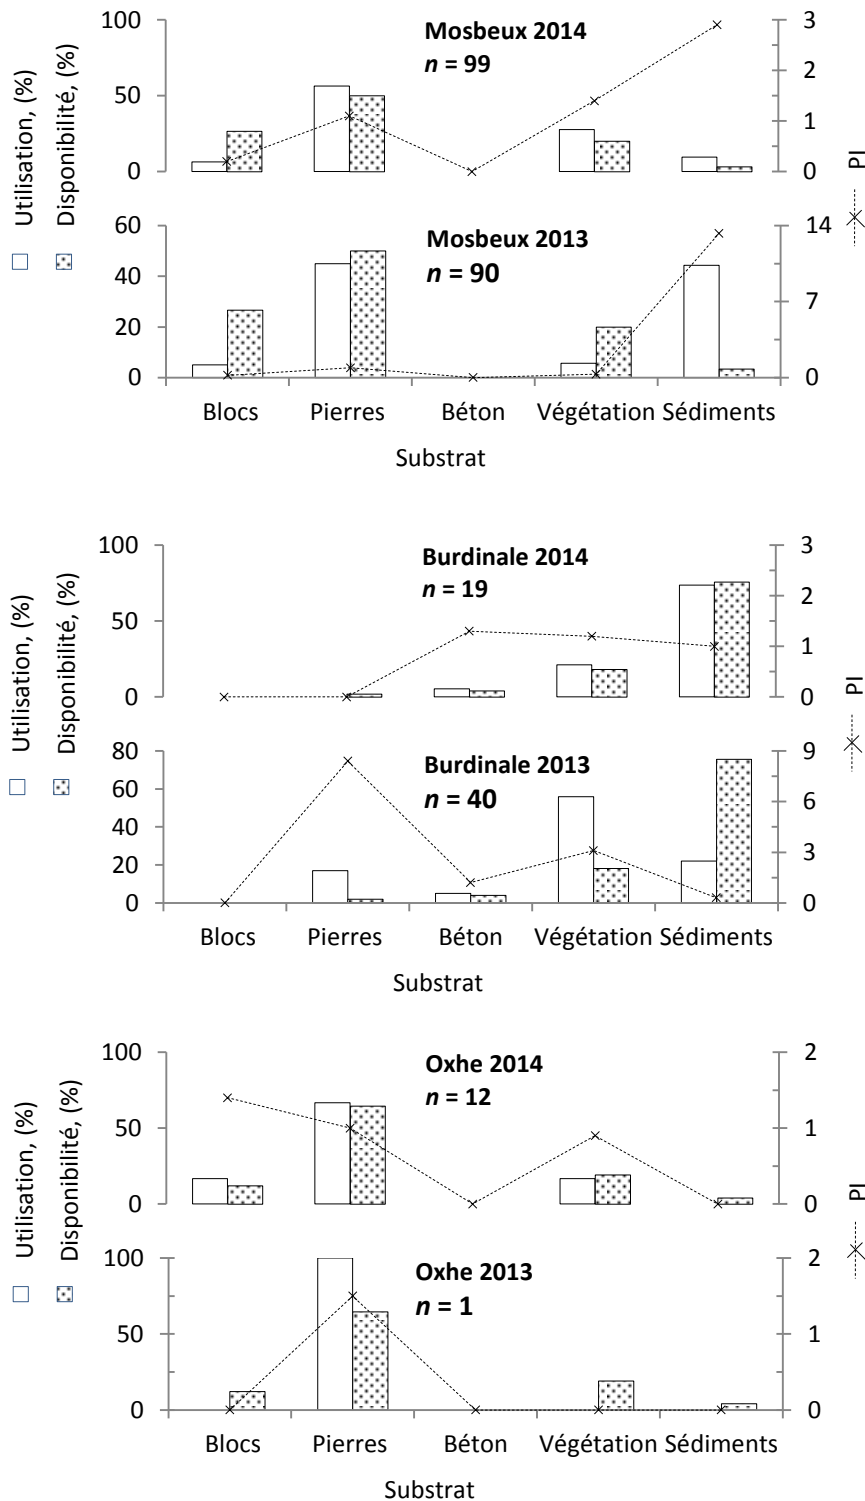 Utilisation, (%)
Disponibilité, (%)
PI
100
50
0
3
2
1
0
Mosbeux 2014
n = 99
60
40
20
0
14
7
0
Mosbeux 2013
n = 90
Blocs Pierres Béton Végétation Sédiments
Substrat
Utilisation, (%)
Disponibilité, (%)
PI
100
50
0
3
2
1
0
Burdinale 2014
n = 19
80
60
40
20
0
9
6
3
0
Burdinale 2013
n = 40
Blocs Pierres Béton Végétation Sédiments
Substrat
Utilisation, (%)
Disponibilité, (%)
PI
100
50
0
2
1
0
Oxhe 2014
n = 12
100
50
0
2
1
0
Oxhe 2013
n = 1
Blocs Pierres Béton Végétation Sédiments
Substrat